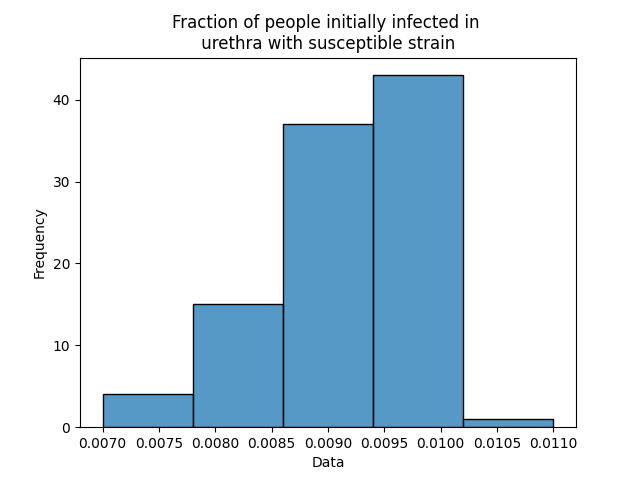 Fraction of people initially infected in
urethra with susceptible strain
40
30
20
10
0
Frequency
0.0070 0.0075 0.0080 0.0085 0.0090 0.0095 0.0100 0.0105 0.0110
Data